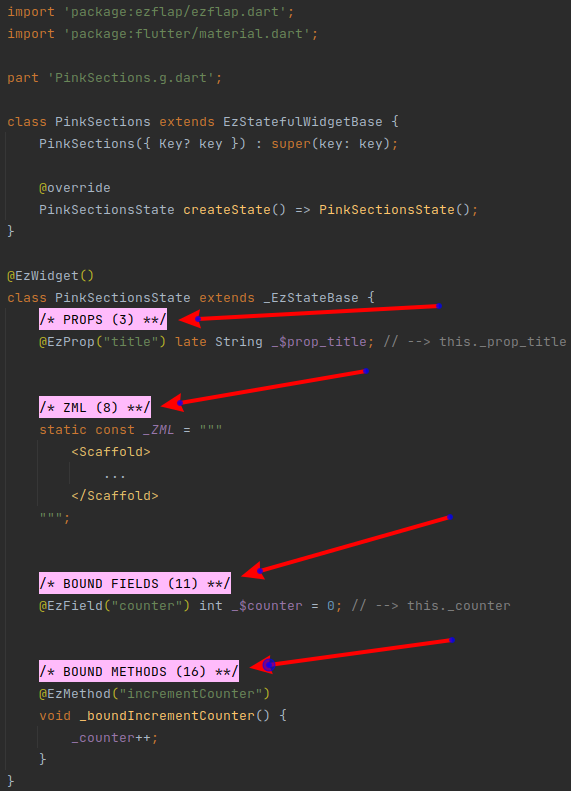 import 'package:ezflap/ezflap.dart';
import 'package:flutter/material.dart';
part 'PinkSections.g.dart';
class PinkSections extends EzStatefulWidgetBase {
PinkSections({ Key? key }) : super(key: key);
@override
PinkSectionsState createState() => PinkSectionsState();
}
@EzWidget()
class PinkSectionsState extends _EzStateBase {
/* PROPS (3) **/
@EzProp("title") late String _$prop_title; // --> this._prop_title
/* ZML (8) **/
static const _ZML = """
<Scaffold>
...
</Scaffold>
""";
/* BOUND FIELDS (11) **/
@EzField("counter") int _$counter = 0; // --> this._counter
/* BOUND METHODS (16) **/
@EzMethod("incrementCounter")
void _boundIncrementCounter() {
_counter++;
}
}